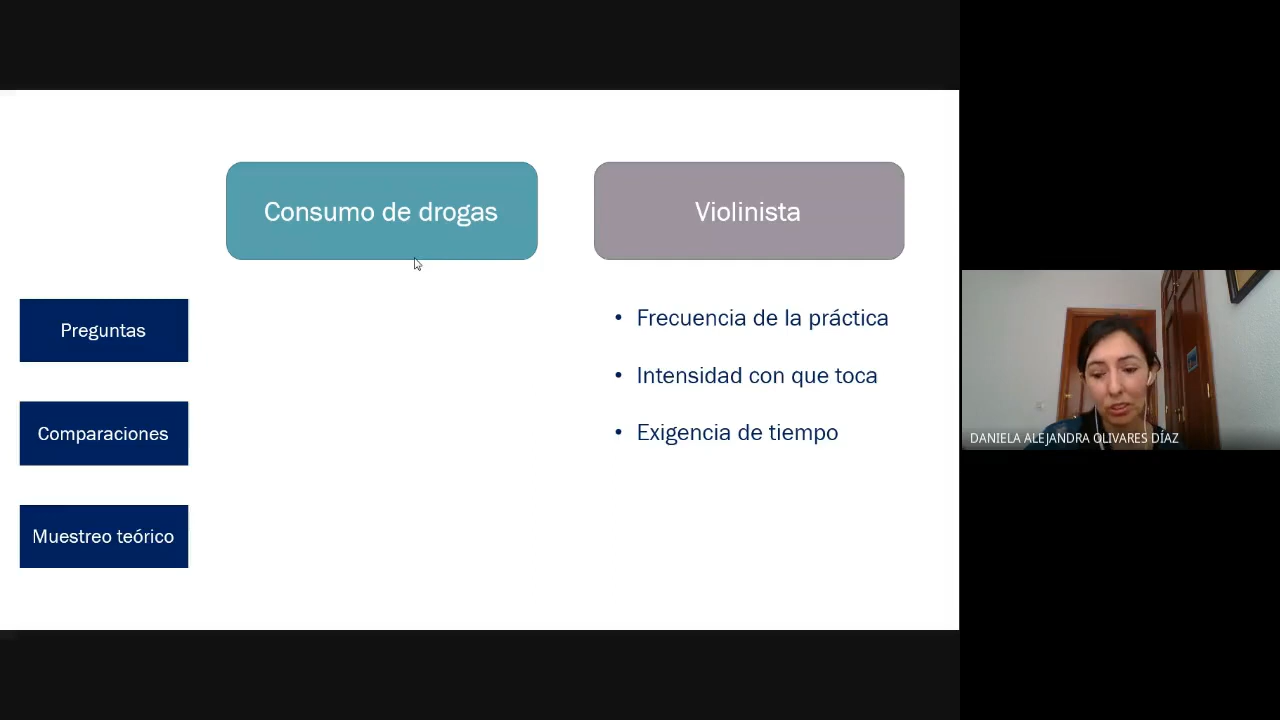 Consumo de drogas
Violinista
Preguntas
Comparaciones
Muestreo teórico
• Frecuencia de la práctica
• Intensidad con que toca
• Exigencia de tiempo
DANIELA ALEJANDRA OLIVARES DÍAZ